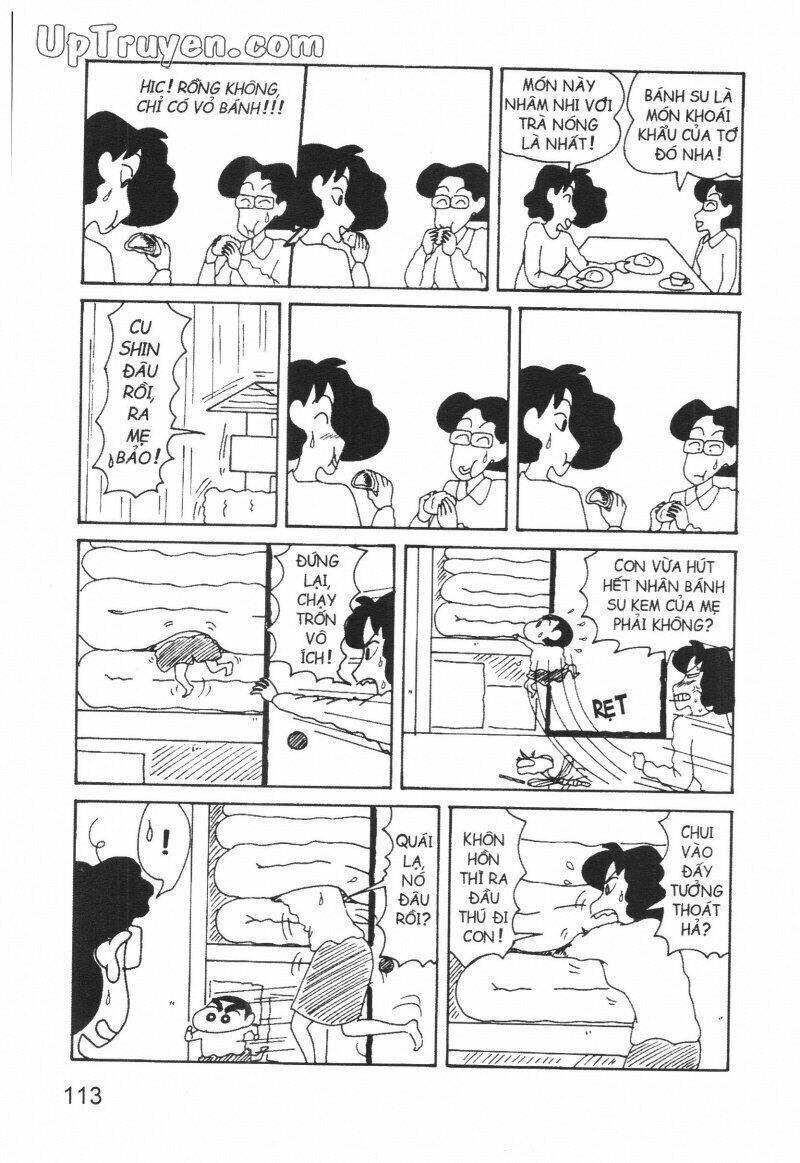 UpTruyen.com
BÁNH SU LÀ
MÓN KHOÁI
KHẨU CỦA TỚ
ĐÓ NHA!
MÓN NÀY
NHÂM NHI VỚI
TRÀ NÓNG
LÀ NHẤT!
HIC! RỖNG KHÔNG,
CHỈ CÓ VỎ BÁNH!!!
CU
SHIN
ĐÂU
RỒI,
RA
MẸ
BẢO!
CON VỪA HÚT
HẾT NHÂN BÁNH
SU KEM CỦA MẸ
PHẢI KHÔNG?
RẸT
ĐỨNG
LẠI,
CHẠY
TRỐN
VÔ
ÍCH!
CHUI
VÀO
ĐẤY
TƯỞNG
THOÁT
HẢ?
KHÔN
HỒN
THÌ RA
ĐẦU
THÚ ĐI
CON!
QUÁI
LẠ,
NÓ
ĐÂU
RỒI?
!
113